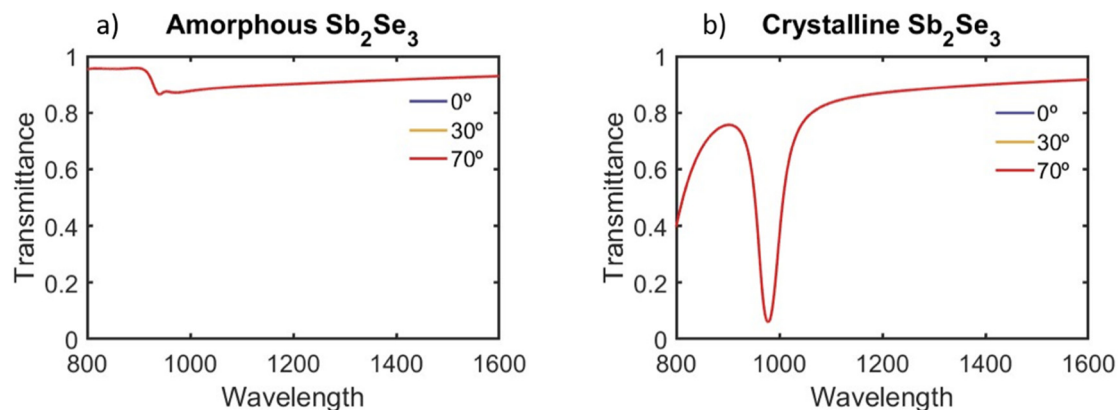 a) Amorphous Sb2Se3
1
0.8
0.6
0.4
0.2
0
Transmittance
0º
30º
70º
800 1000 1200 1400 1600
Wavelength
b) Crystalline Sb2Se3
1
0.8
0.6
0.4
0.2
0
Transmittance
0º
30º
70º
800 1000 1200 1400 1600
Wavelength